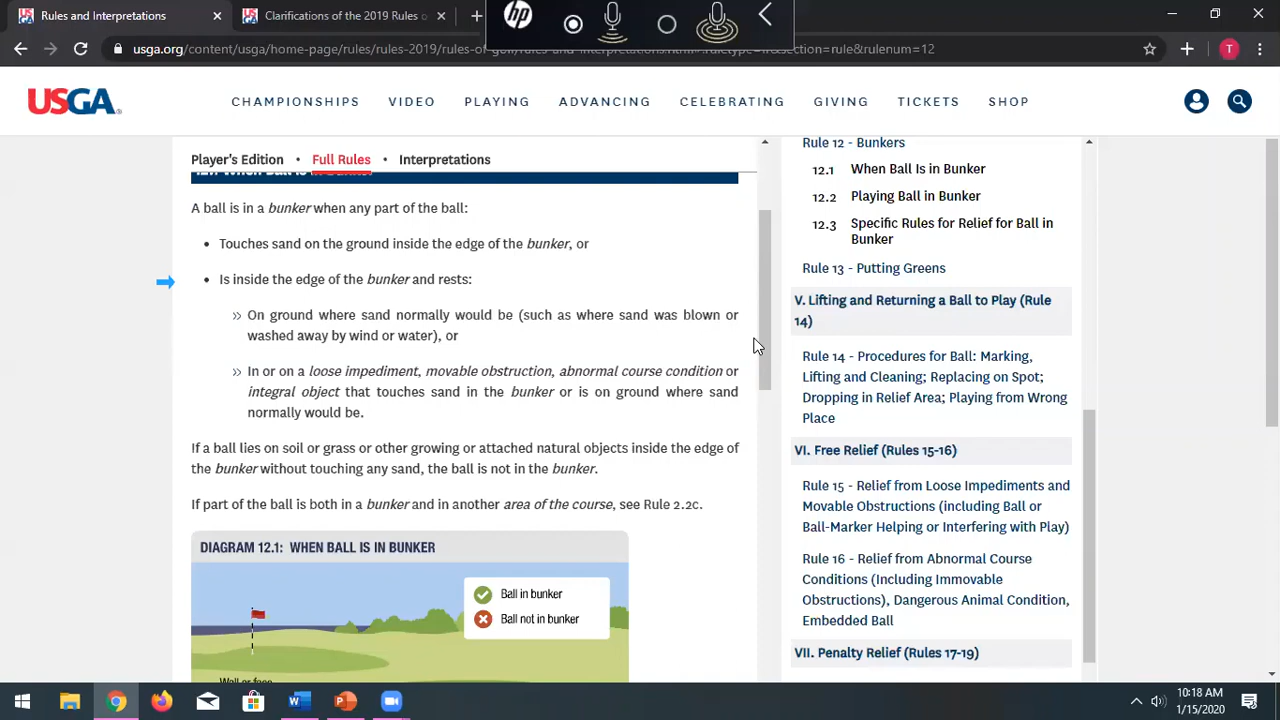 Rules and Interpretations
Clarifications of the 2019 Rules o
hp
usga.org/content/usga/home-page/rules/rules-2019/rules-of-golf/rules-and-interpretations.html
section=rule&rulenum=12
T
USGA
CHAMPIONSHIPS VIDEO PLAYING ADVANCING CELEBRATING GIVING TICKETS SHOP
Player's Edition • Full Rules • Interpretations
12.1 When Ball Is in Bunker
A ball is in a bunker when any part of the ball:
• Touches sand on the ground inside the edge of the bunker, or
• Is inside the edge of the bunker and rests:
» On ground where sand normally would be (such as where sand was blown or
washed away by wind or water), or
» In or on a loose impediment, movable obstruction, abnormal course condition or
integral object that touches sand in the bunker or is on ground where sand
normally would be.
If a ball lies on soil or grass or other growing or attached natural objects inside the edge of
the bunker without touching any sand, the ball is not in the bunker.
If part of the ball is both in a bunker and in another area of the course, see Rule 2.2c.
DIAGRAM 12.1: WHEN BALL IS IN BUNKER
Ball in bunker
Ball not in bunker
Wall or face
Rule 12 - Bunkers
12.1 When Ball Is in Bunker
12.2 Playing Ball in Bunker
12.3 Specific Rules for Relief for Ball in
Bunker
Rule 13 - Putting Greens
V. Lifting and Returning a Ball to Play (Rule
14)
Rule 14 - Procedures for Ball: Marking,
Lifting and Cleaning; Replacing on Spot;
Dropping in Relief Area; Playing from Wrong
Place
VI. Free Relief (Rules 15-16)
Rule 15 - Relief from Loose Impediments and
Movable Obstructions (including Ball or
Ball-Marker Helping or Interfering with Play)
Rule 16 - Relief from Abnormal Course
Conditions (Including Immovable
Obstructions), Dangerous Animal Condition,
Embedded Ball
VII. Penalty Relief (Rules 17-19)
10:18 AM
1/15/2020